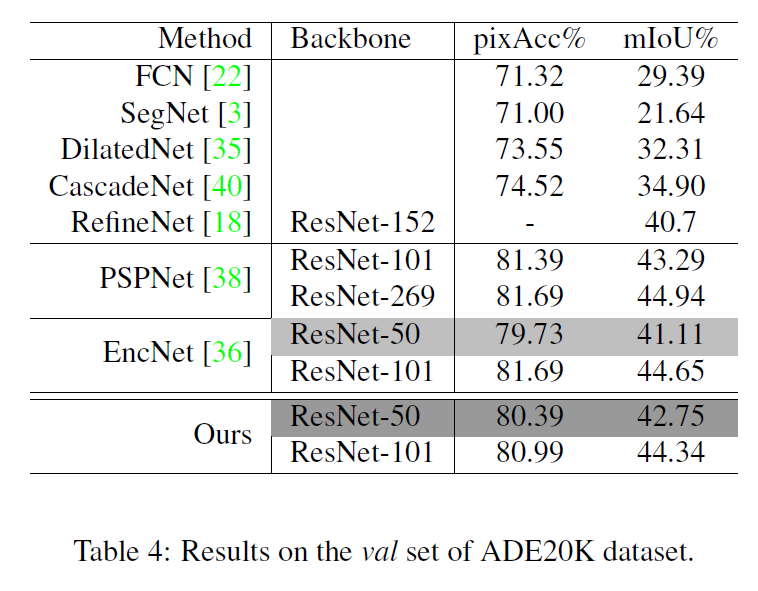 Method Backbone pixAcc% mIoU%
FCN [22] 71.32 29.39
SegNet [3] 71.00 21.64
DilatedNet [35] 73.55 32.31
CascadeNet [40] 74.52 34.90
RefineNet [18] ResNet-152 - 40.7
PSPNet [38] ResNet-101 81.39 43.29
ResNet-269 81.69 44.94
EncNet [36] ResNet-50 79.73 41.11
ResNet-101 81.69 44.65
Ours ResNet-50 80.39 42.75
ResNet-101 80.99 44.34
Table 4: Results on the val set of ADE20K dataset.